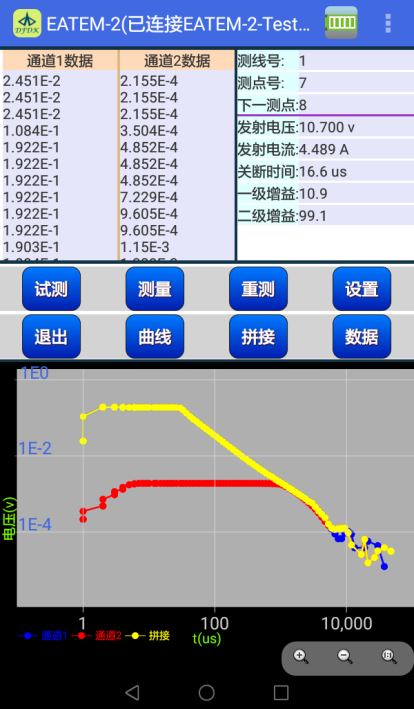 DJDK
EATEM-2(已连接EATEM-2-Test...
通道1数据 通道2数据
2.451E-2 2.155E-4
2.451E-2 2.155E-4
2.451E-2 2.155E-4
1.084E-1 3.504E-4
1.922E-1 4.852E-4
1.922E-1 4.852E-4
1.922E-1 7.229E-4
1.922E-1 9.605E-4
1.922E-1 9.605E-4
1.903E-1 1.15E-3
测线号: 1
测点号: 7
下一测点:8
发射电压:10.700 v
发射电流:4.489 A
关断时间:16.6 us
一级增益:10.9
二级增益:99.1
试测 测量 重测 设置
退出 曲线 拼接 数据
1E0
1E-2
1E-4
电压(v)
1 100 10,000
通道1 通道2 拼接
t(us)